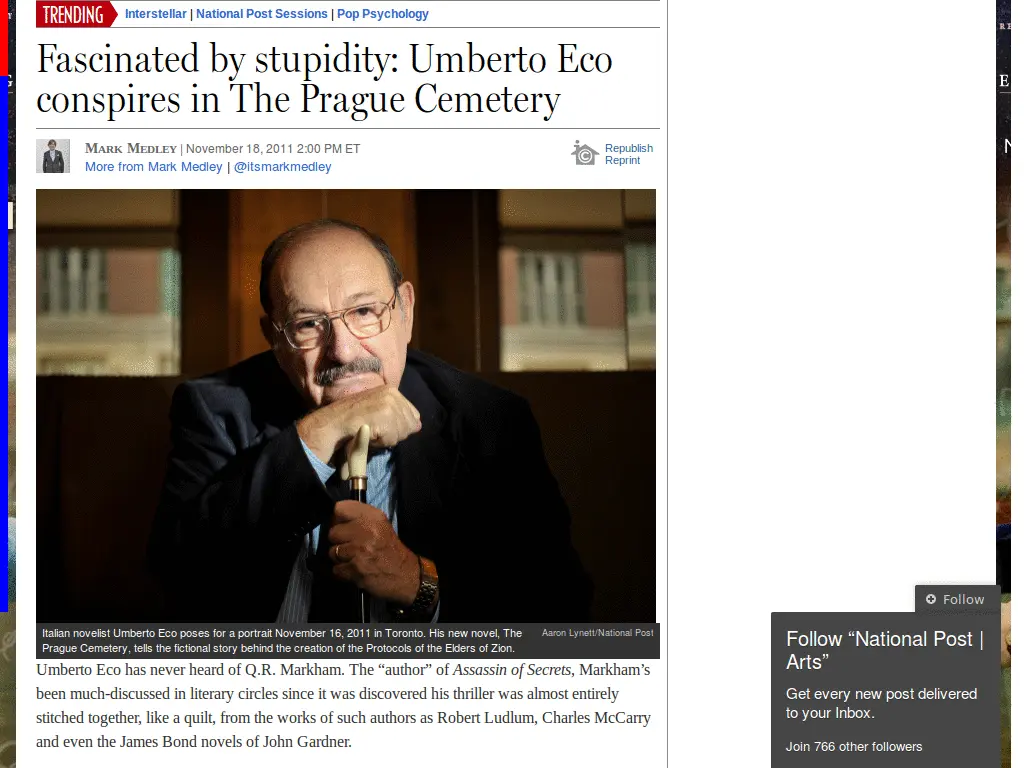 TRENDING Interstellar | National Post Sessions | Pop Psychology
Fascinated by stupidity: Umberto Eco
conspires in The Prague Cemetery
Mark Medley | November 18, 2011 2:00 PM ET
More from Mark Medley | @itsmarkmedley
Republish
Reprint
Italian novelist Umberto Eco poses for a portrait November 16, 2011 in Toronto. His new novel, The
Prague Cemetery, tells the fictional story behind the creation of the Protocols of the Elders of Zion.
Aaron Lynett/National Post
Umberto Eco has never heard of Q.R. Markham. The “author” of Assassin of Secrets, Markham’s
been much-discussed in literary circles since it was discovered his thriller was almost entirely
stitched together, like a quilt, from the works of such authors as Robert Ludlum, Charles McCarry
and even the James Bond novels of John Gardner.
Follow
Follow “National Post |
Arts”
Get every new post delivered
to your Inbox.
Join 766 other followers